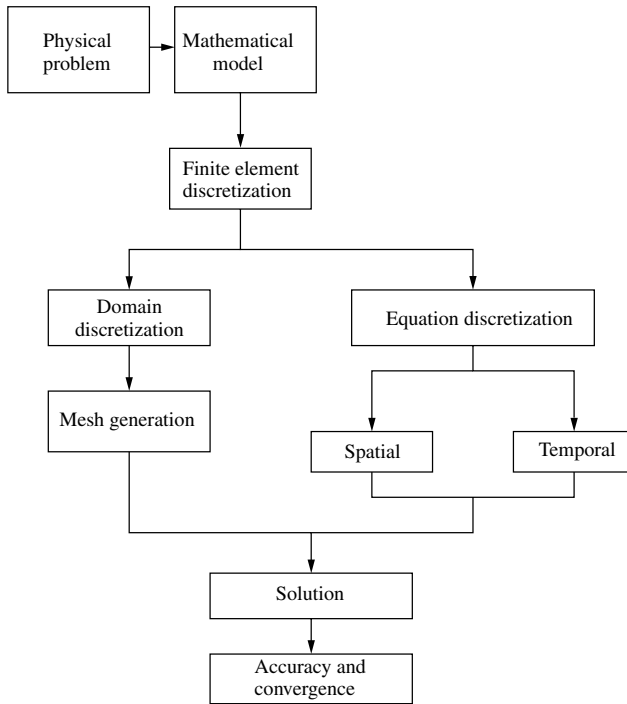 Physical
problem
Mathematical
model
Finite element
discretization
Domain
discretization
Equation discretization
Mesh generation
Spatial
Temporal
Solution
Accuracy and
convergence